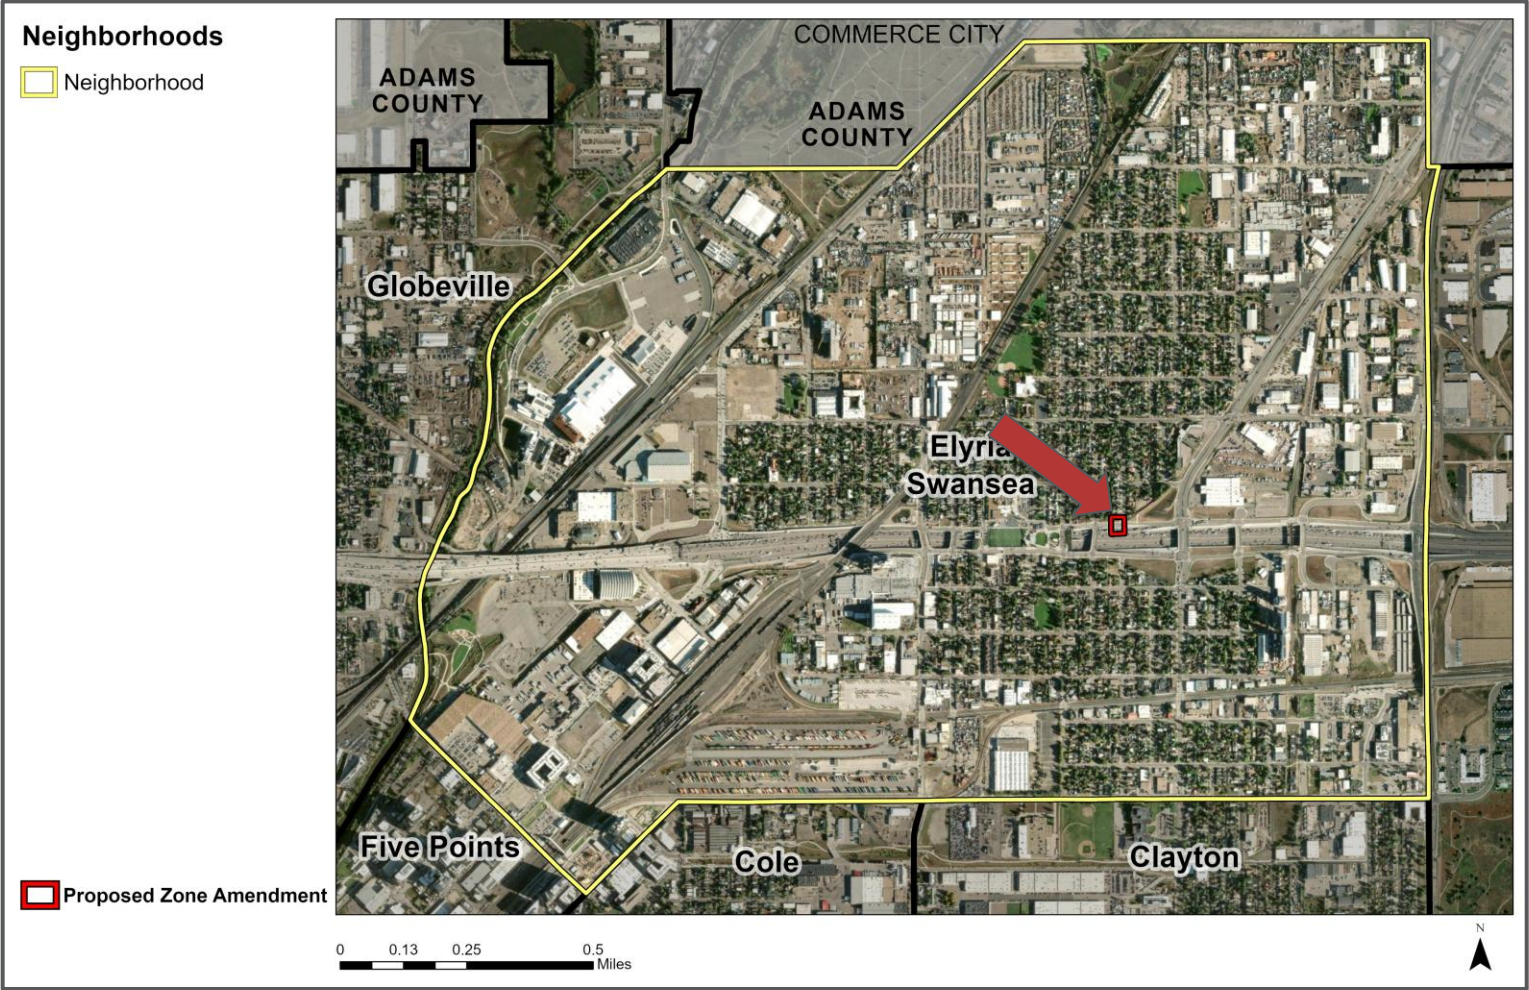 Neighborhoods
Neighborhood
COMMERCE CITY
ADAMS
COUNTY
ADAMS
COUNTY
Globeville
Elyria
Swansea
Five Points
Cole
Clayton
Proposed Zone Amendment
0 0.13 0.25 0.5
Miles
N